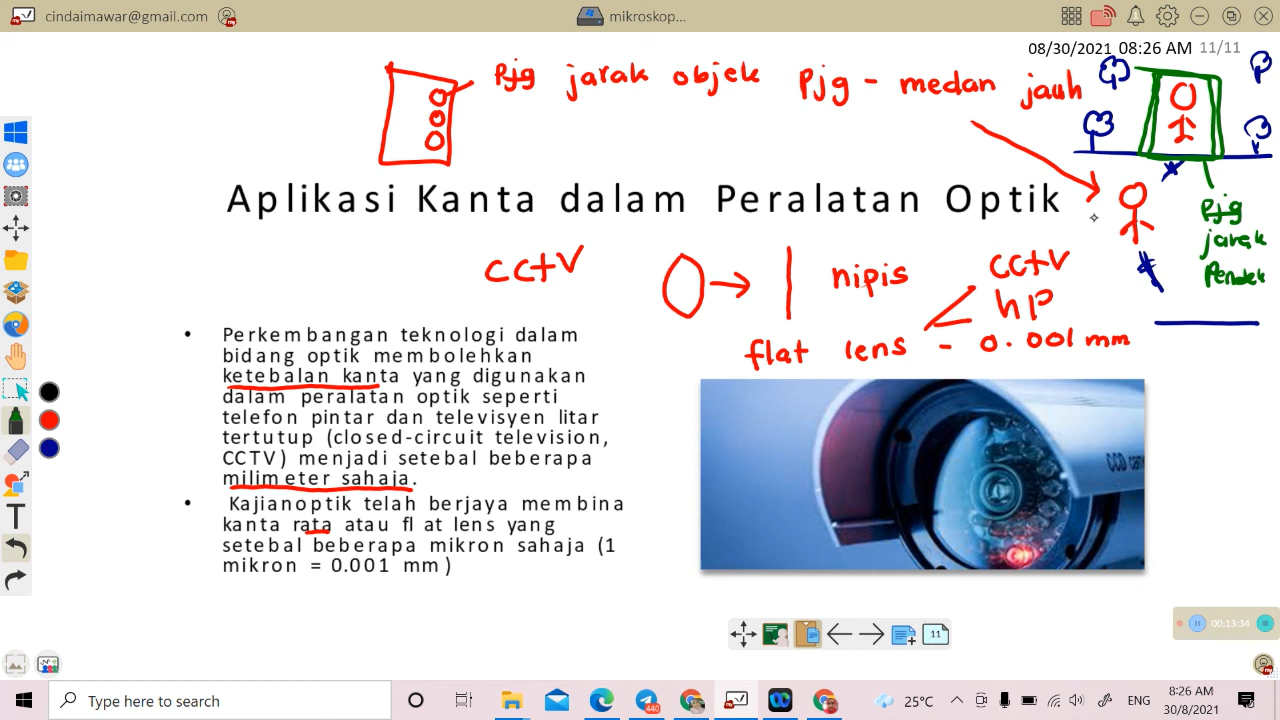 cindaimawar@gmail.com
mikroskop...
08/30/2021 08:26 AM 11/11
Pjg jarak objek
Pjg - medan jauh
Aplikasi Kanta dalam Peralatan Optik
Pjg
jarak
Pendek
CCTV
nipis
CCTV
hp
flat lens - 0.001 mm
• Perkembangan teknologi dalam
bidang optik membolehkan
ketebalan kanta yang digunakan
dalam peralatan optik seperti
telefon pintar dan televisyen litar
tertutup (closed-circuit television,
CCTV) menjadi setebal beberapa
milimeter sahaja.
• Kajianoptik telah berjaya membina
kanta rata atau fl at lens yang
setebal beberapa mikron sahaja (1
mikron = 0.001 mm)
T
11
00:13:34
Type here to search
440
25°C
ENG
8:26 AM
30/8/2021